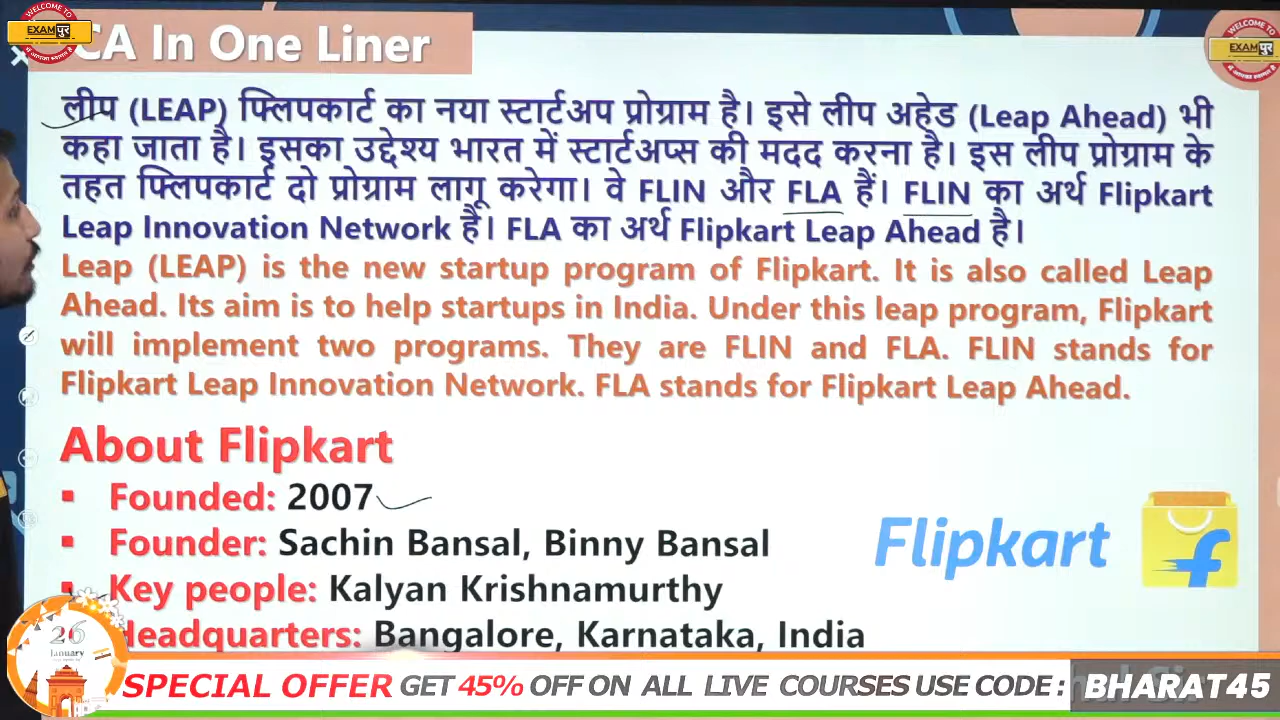 WELCOME TO
EXAMपुर
CA In One Liner
WELCOME TO
EXAMपुर
लीप (LEAP) फ्लिपकार्ट का नया स्टार्टअप प्रोग्राम है। इसे लीप अहेड (Leap Ahead) भी
कहा जाता है। इसका उद्देश्य भारत में स्टार्टअप्स की मदद करना है। इस लीप प्रोग्राम के
तहत फ्लिपकार्ट दो प्रोग्राम लागू करेगा। वे FLIN और FLA हैं। FLIN का अर्थ Flipkart
Leap Innovation Network है। FLA का अर्थ Flipkart Leap Ahead है।
Leap (LEAP) is the new startup program of Flipkart. It is also called Leap
Ahead. Its aim is to help startups in India. Under this leap program, Flipkart
will implement two programs. They are FLIN and FLA. FLIN stands for
Flipkart Leap Innovation Network. FLA stands for Flipkart Leap Ahead.
About Flipkart
▪ Founded: 2007
▪ Founder: Sachin Bansal, Binny Bansal
▪ Key people: Kalyan Krishnamurthy
Headquarters: Bangalore, Karnataka, India
Flipkart
26
January
SPECIAL OFFER GET 45% OFF ON ALL LIVE COURSES USE CODE : BHARAT45